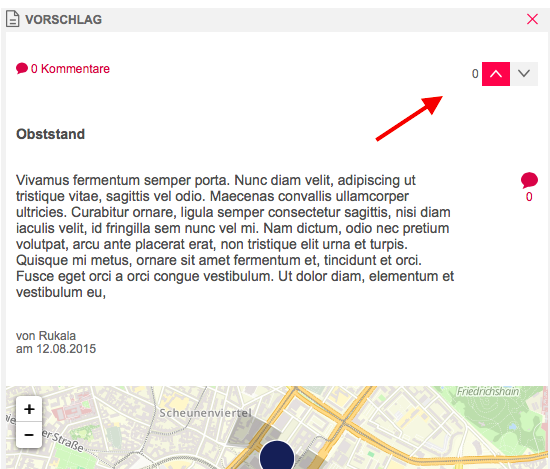 VORSCHLAG
0 Kommentare
0
Obststand
Vivamus fermentum semper porta. Nunc diam velit, adipiscing ut
tristique vitae, sagittis vel odio. Maecenas convallis ullamcorper
ultricies. Curabitur ornare, ligula semper consectetur sagittis, nisi diam
iaculis velit, id fringilla sem nunc vel mi. Nam dictum, odio nec pretium
volutpat, arcu ante placerat erat, non tristique elit urna et turpis.
Quisque mi metus, ornare sit amet fermentum et, tincidunt et orci.
Fusce eget orci a orci congue vestibulum. Ut dolor diam, elementum et
vestibulum eu,
0
von Rukala
am 12.08.2015
Friedrichshain
+
Scheunenviertel
−
er Straße